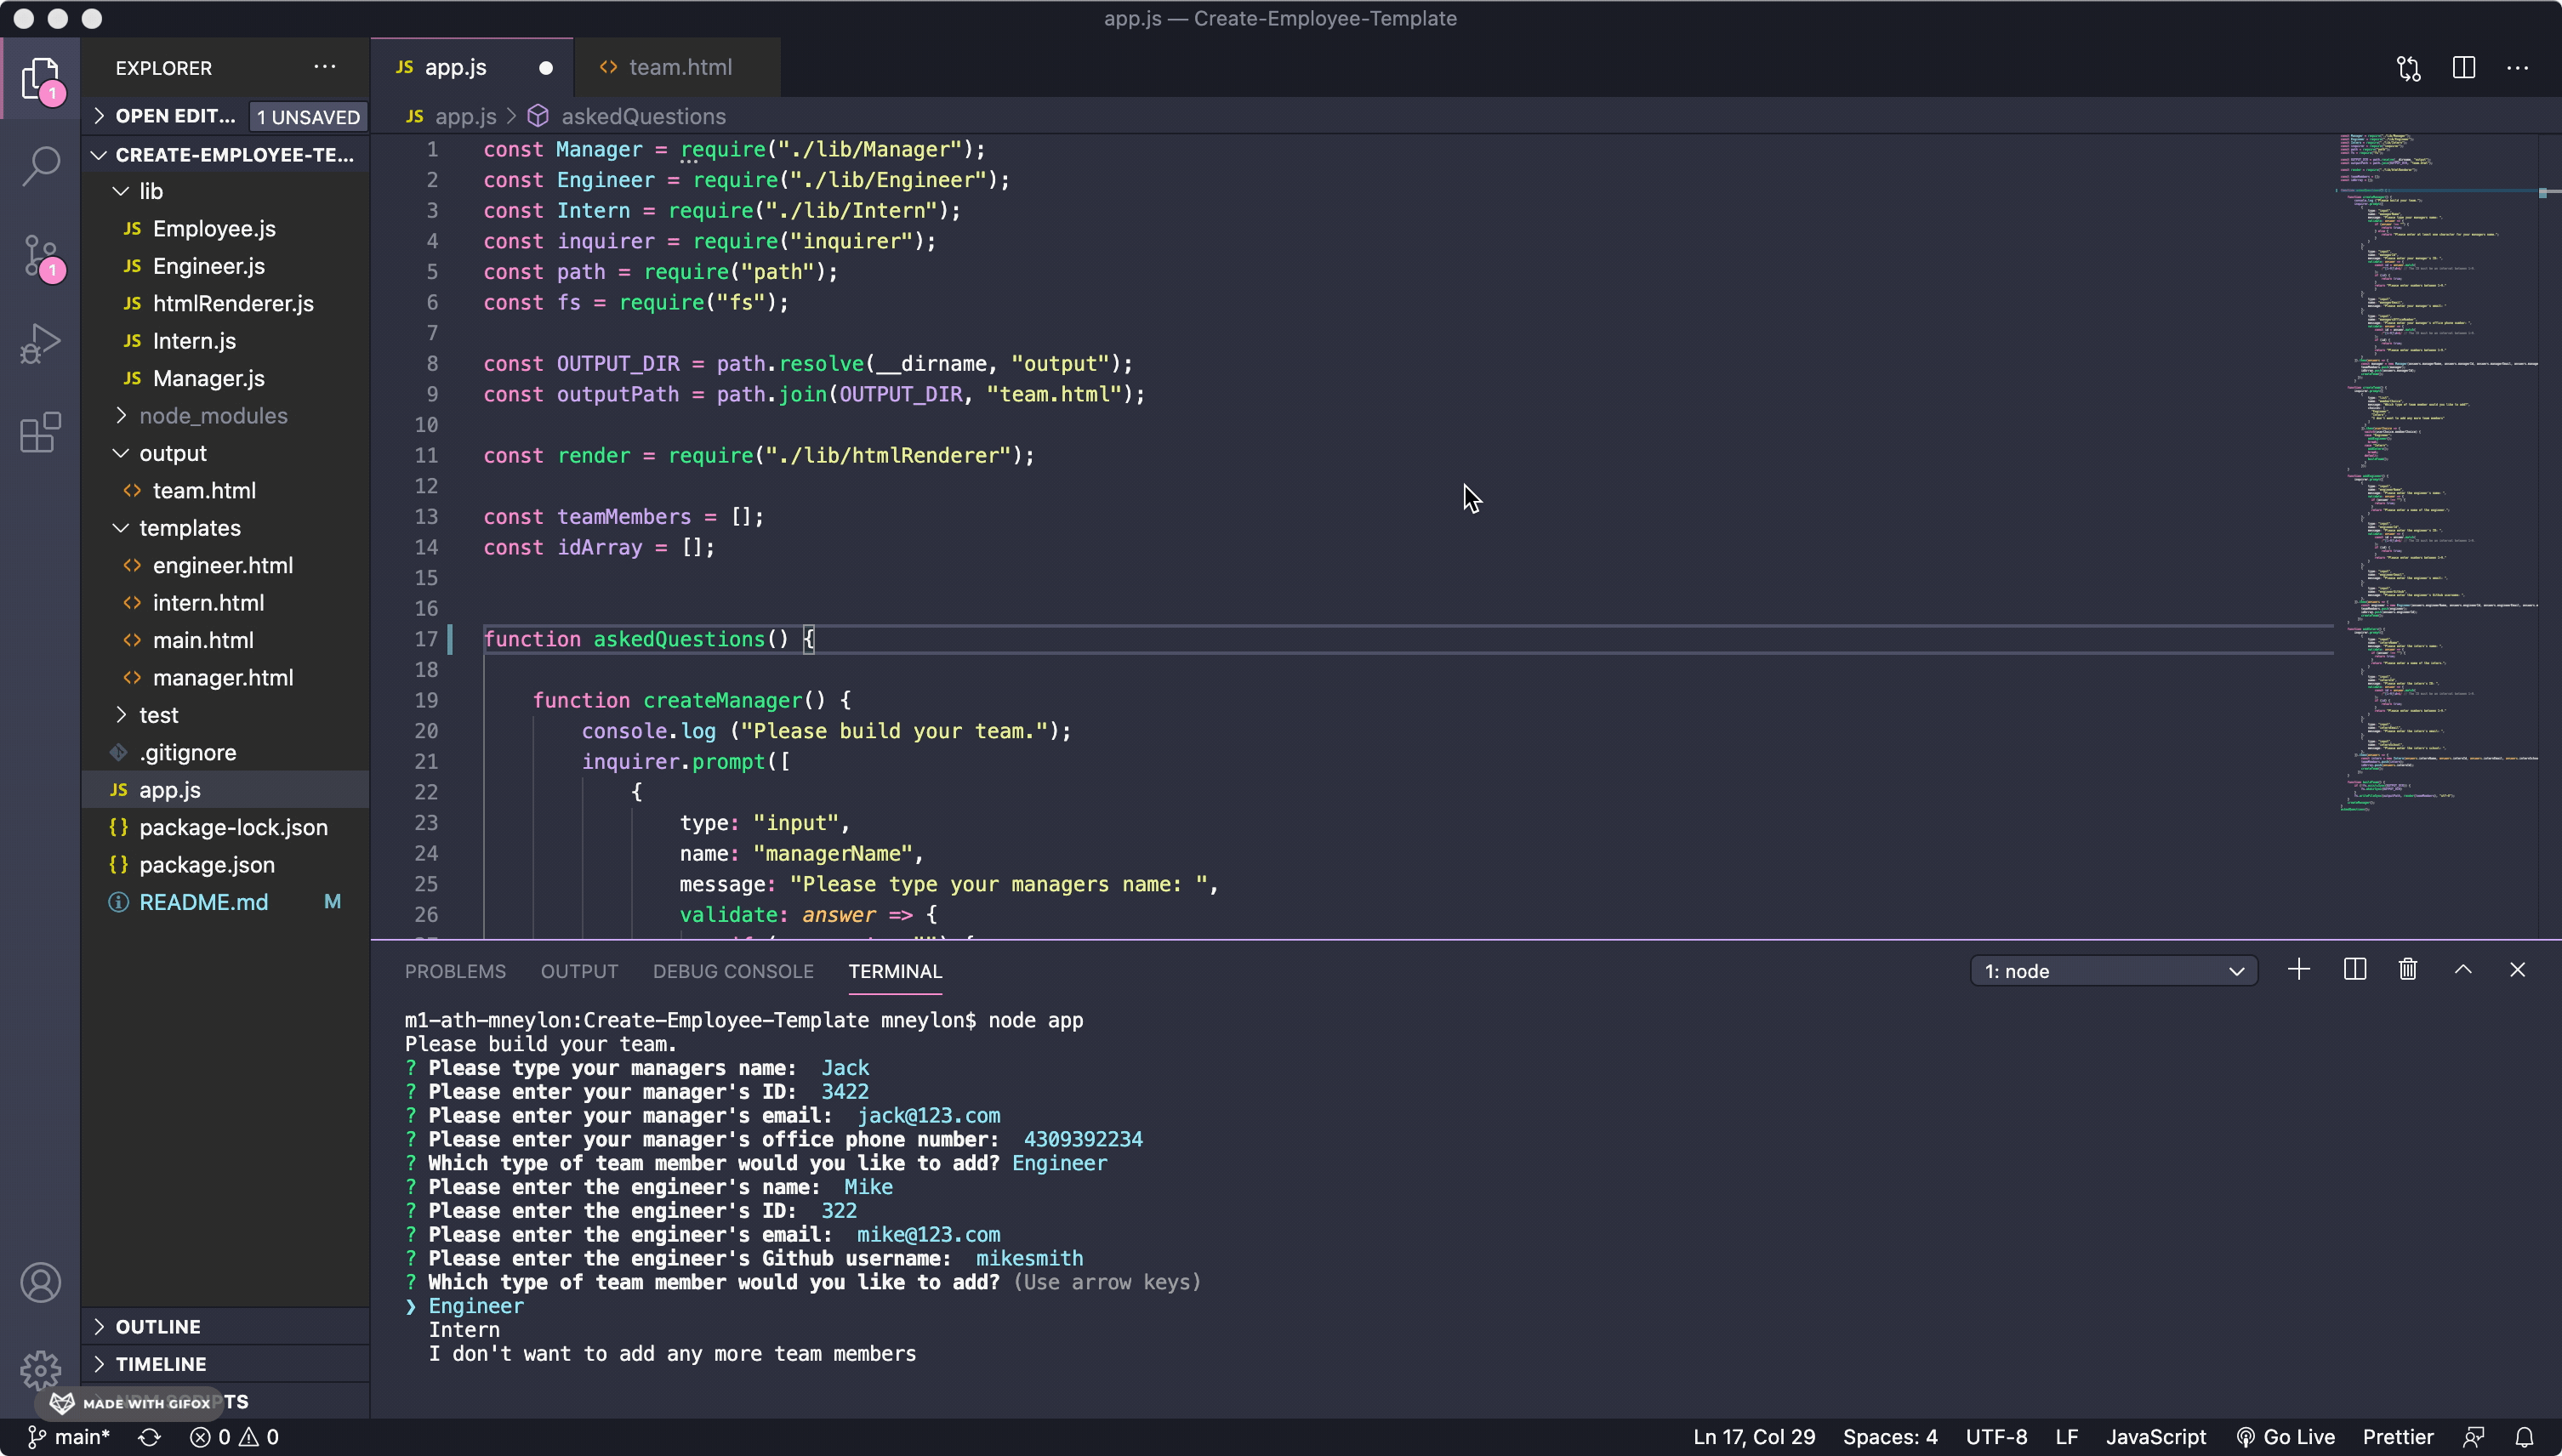 app.js — Create-Employee-Template
EXPLORER
JS app.js
<> team.html
1
OPEN EDIT... 1 UNSAVED
JS app.js > askedQuestions
CREATE-EMPLOYEE-TE...
lib
JS Employee.js
JS Engineer.js
JS htmlRenderer.js
JS Intern.js
JS Manager.js
node_modules
output
<> team.html
templates
<> engineer.html
<> intern.html
<> main.html
<> manager.html
test
.gitignore
JS app.js
{} package-lock.json
{} package.json
README.md M
OUTLINE
TIMELINE
1
1 const Manager = require("./lib/Manager");
2 const Engineer = require("./lib/Engineer");
3 const Intern = require("./lib/Intern");
4 const inquirer = require("inquirer");
5 const path = require("path");
6 const fs = require("fs");
7
8 const OUTPUT_DIR = path.resolve(__dirname, "output");
9 const outputPath = path.join(OUTPUT_DIR, "team.html");
10
11 const render = require("./lib/htmlRenderer");
12
13 const teamMembers = [];
14 const idArray = [];
15
16
17 function askedQuestions() {
18
19 function createManager() {
20 console.log ("Please build your team.");
21 inquirer.prompt([
22 {
23 type: "input",
24 name: "managerName",
25 message: "Please type your managers name: ",
26 validate: answer => {
PROBLEMS OUTPUT DEBUG CONSOLE TERMINAL 1: node
m1-ath-mneylon:Create-Employee-Template mneylon$ node app
Please build your team.
? Please type your managers name: Jack
? Please enter your manager's ID: 3422
? Please enter your manager's email: jack@123.com
? Please enter your manager's office phone number: 4309392234
? Which type of team member would you like to add? Engineer
? Please enter the engineer's name: Mike
? Please enter the engineer's ID: 322
? Please enter the engineer's email: mike@123.com
? Please enter the engineer's Github username: mikesmith
? Which type of team member would you like to add? (Use arrow keys)
❯ Engineer
Intern
I don't want to add any more team members
MADE WITH GIFOX
main* 0 0 Ln 17, Col 29 Spaces: 4 UTF-8 LF JavaScript Go Live Prettier